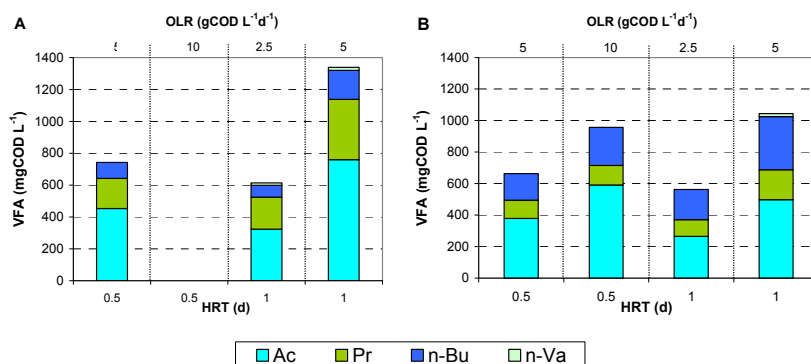 A
OLR (gCOD L-1d-1)
5 10 2.5 5
1400
1200
1000
800
600
400
200
0
VFA (mgCOD L-1)
0.5 0.5 1 1
HRT (d)
B
OLR (gCOD L-1d-1)
5 10 2.5 5
1400
1200
1000
800
600
400
200
0
VFA (mgCOD L-1)
0.5 0.5 1 1
HRT (d)
Ac Pr n-Bu n-Va